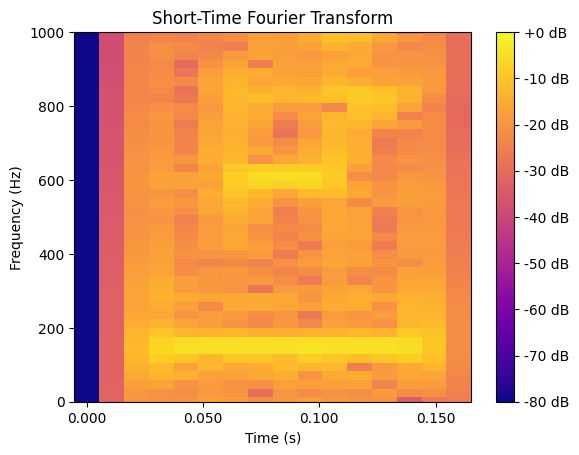 Short-Time Fourier Transform
1000
800
600
400
200
0
Frequency (Hz)
0.000
0.050
0.100
0.150
Time (s)
+0 dB
-10 dB
-20 dB
-30 dB
-40 dB
-50 dB
-60 dB
-70 dB
-80 dB